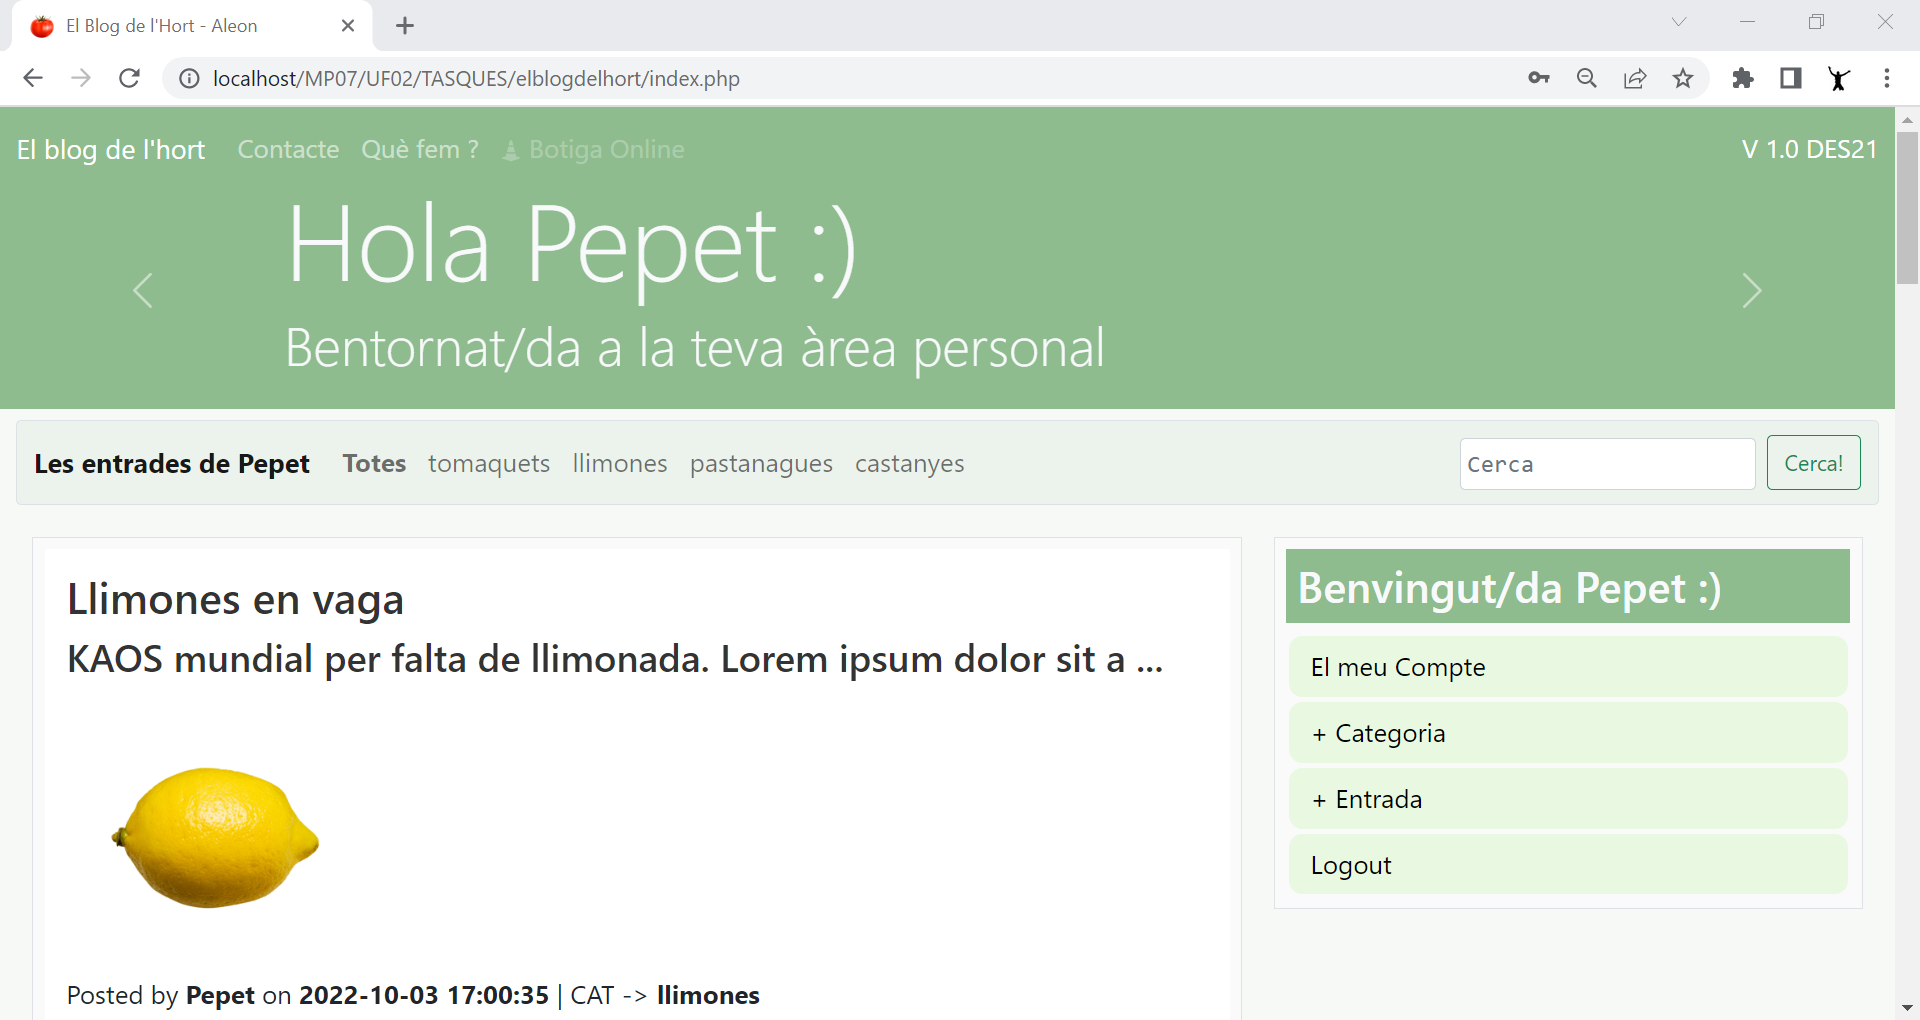 El Blog de l'Hort - Aleon
localhost/MP07/UF02/TASQUES/elblogdelhort/index.php
El blog de l'hort Contacte Què fem ? Botiga Online V 1.0 DES21
Hola Pepet :)
Bentornat/da a la teva àrea personal
Les entrades de Pepet Totes tomaquets llimones pastanagues castanyes Cerca Cerca!
Llimones en vaga
KAOS mundial per falta de llimonada. Lorem ipsum dolor sit a ...
Posted by Pepet on 2022-10-03 17:00:35 | CAT -> llimones
Benvingut/da Pepet :)
El meu Compte
+ Categoria
+ Entrada
Logout